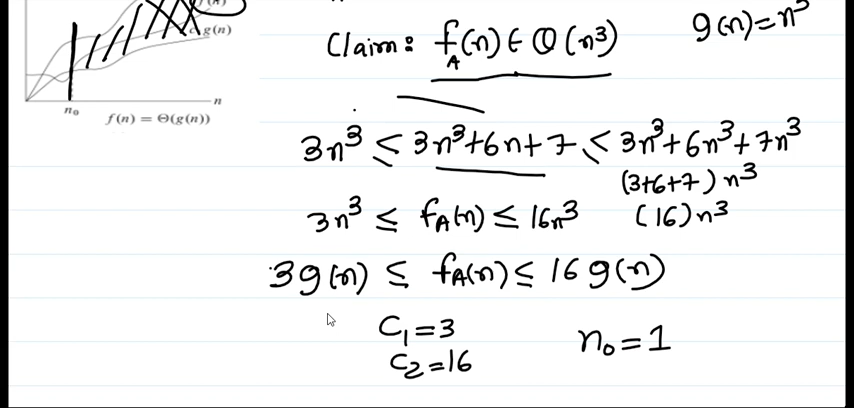 g(n)
n
n₀
f(n) = Θ(g(n))
g(n)=n³
Claim: f_A(n) ∈ Θ(n³)
3n³ ≤ 3n³+6n+7 ≤ 3n³+6n³+7n³
(3+6+7) n³
3n³ ≤ f_A(n) ≤ 16n³ (16)n³
3g(n) ≤ f_A(n) ≤ 16 g(n)
C₁=3
C₂=16
n₀=1